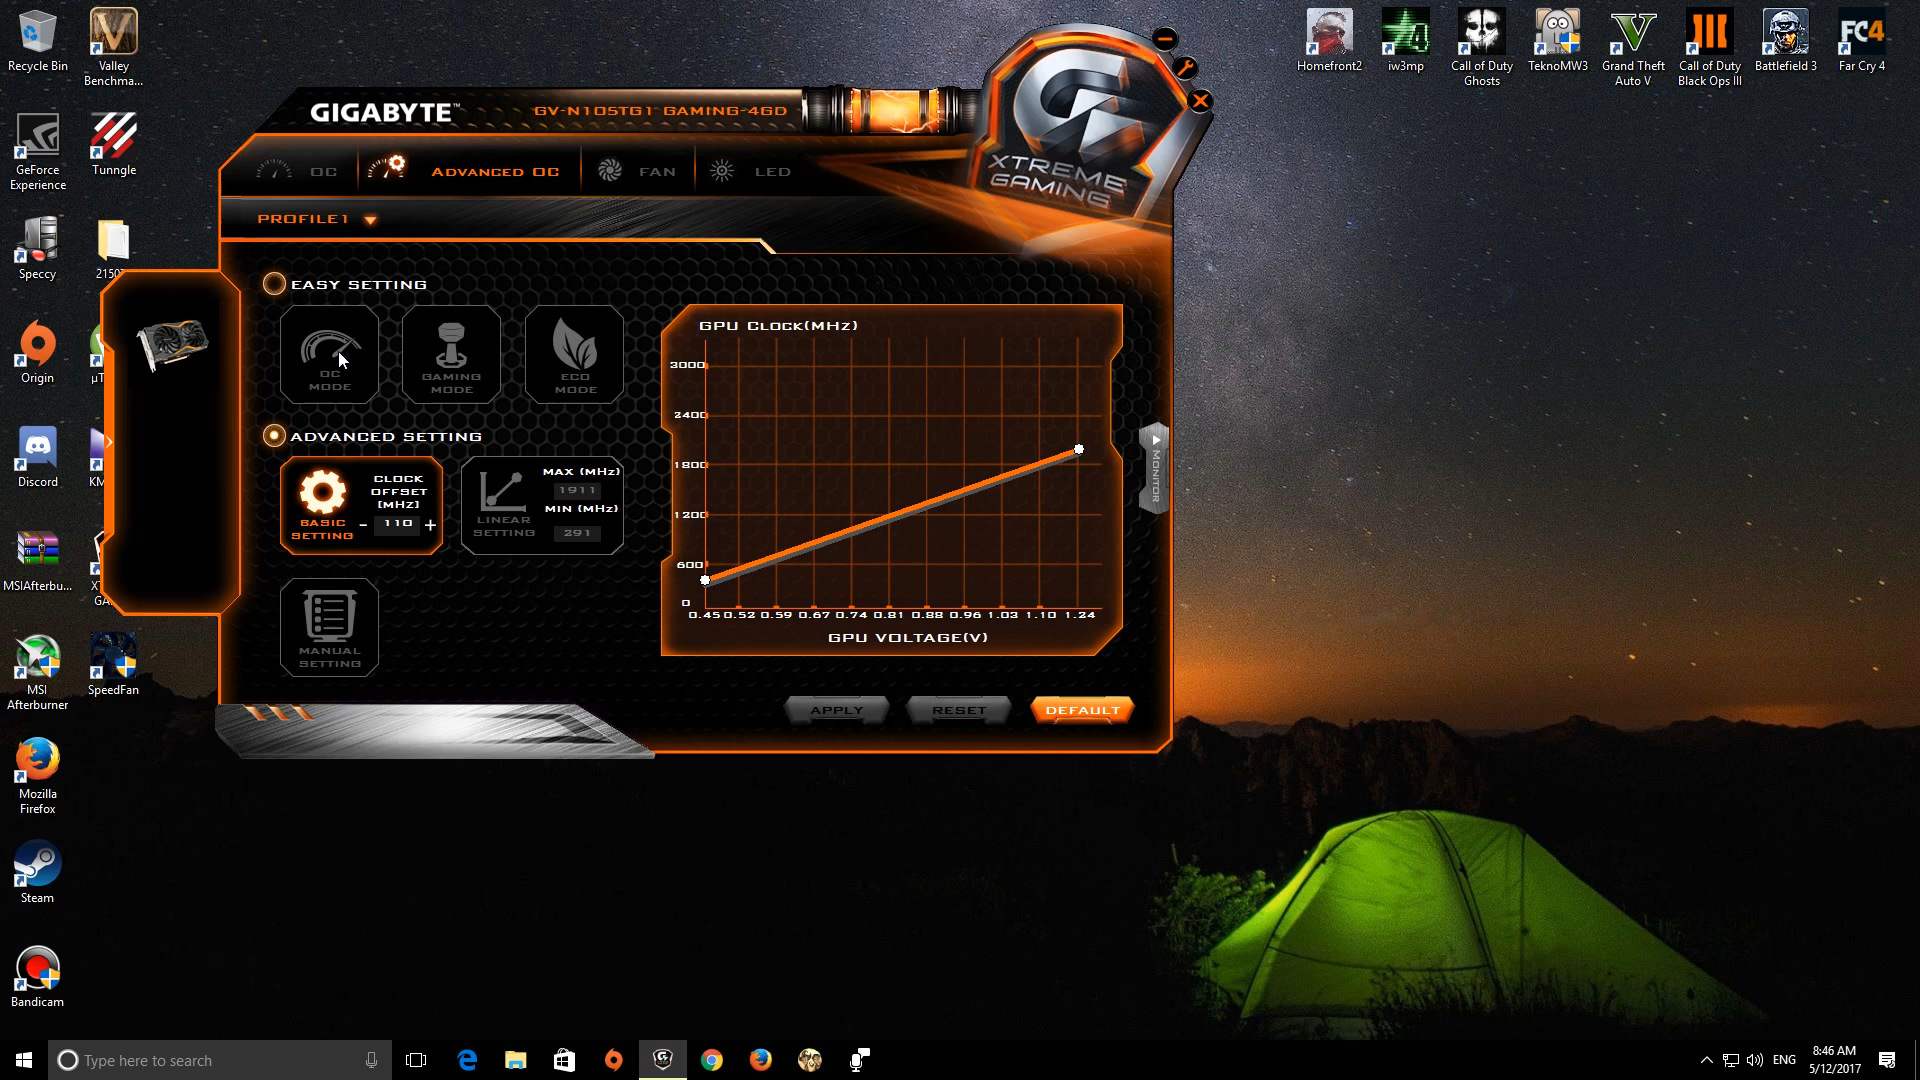 Recycle Bin
Valley
Benchma...
GeForce
Experience
Tunngle
Speccy
2150
Origin
µT
Discord
KM
MSIAfterbu...
XT
GA
MSI
Afterburner
SpeedFan
Mozilla
Firefox
Steam
Bandicam
Homefront2
iw3mp
Call of Duty
Ghosts
TeknoMW3
Grand Theft
Auto V
Call of Duty
Black Ops III
Battlefield 3
FC4
Far Cry 4
GIGABYTE™
GV-N105TG1 GAMING-4GD
XTREME
GAMING
OC
ADVANCED OC
FAN
LED
PROFILE1
EASY SETTING
OC
MODE
GAMING
MODE
ECO
MODE
ADVANCED SETTING
BASIC
SETTING
CLOCK
OFFSET
[MHZ]
- 110 +
LINEAR
SETTING
MAX (MHz)
1911
MIN (MHz)
291
MANUAL
SETTING
GPU CLOCK(MHZ)
3000
2400
1800
1200
600
0
0.45 0.52 0.59 0.67 0.74 0.81 0.88 0.96 1.03 1.10 1.24
GPU VOLTAGE(V)
MONITOR
APPLY
RESET
DEFAULT
Type here to search
ENG
8:46 AM
5/12/2017